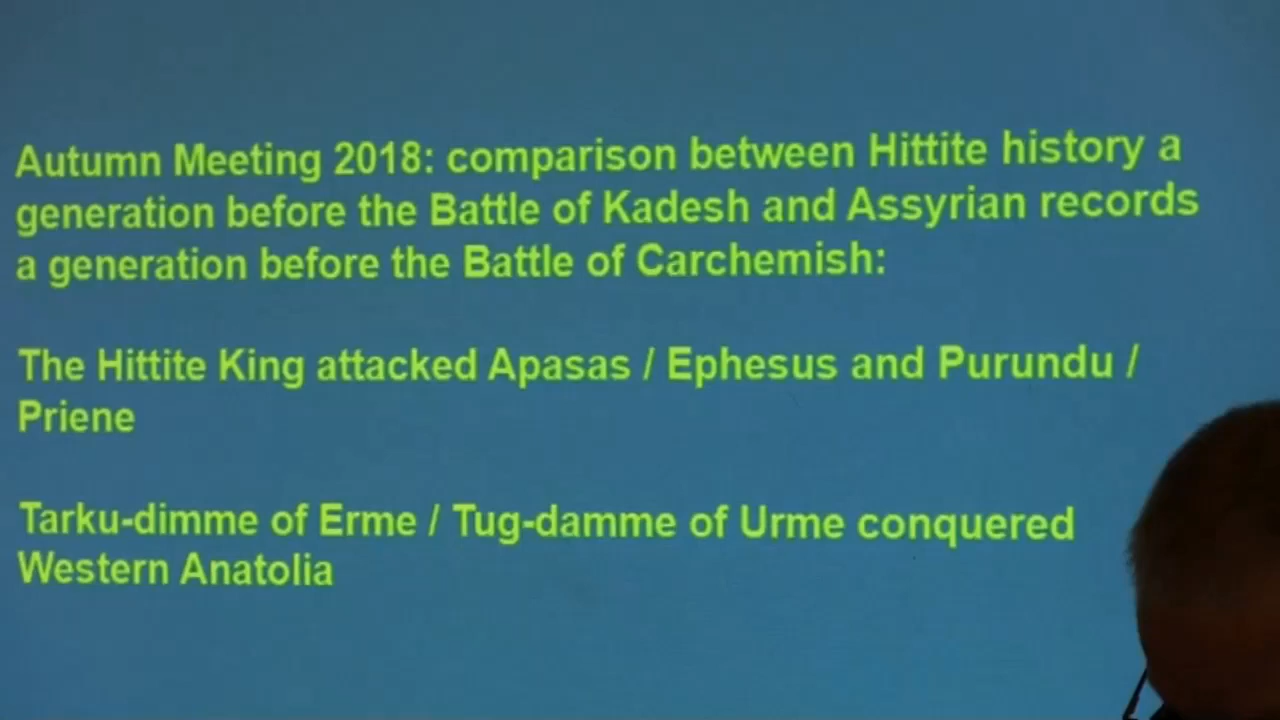 Autumn Meeting 2018: comparison between Hittite history a
generation before the Battle of Kadesh and Assyrian records
a generation before the Battle of Carchemish:
The Hittite King attacked Apasas / Ephesus and Purundu /
Priene
Tarku-dimme of Erme / Tug-damme of Urme conquered
Western Anatolia